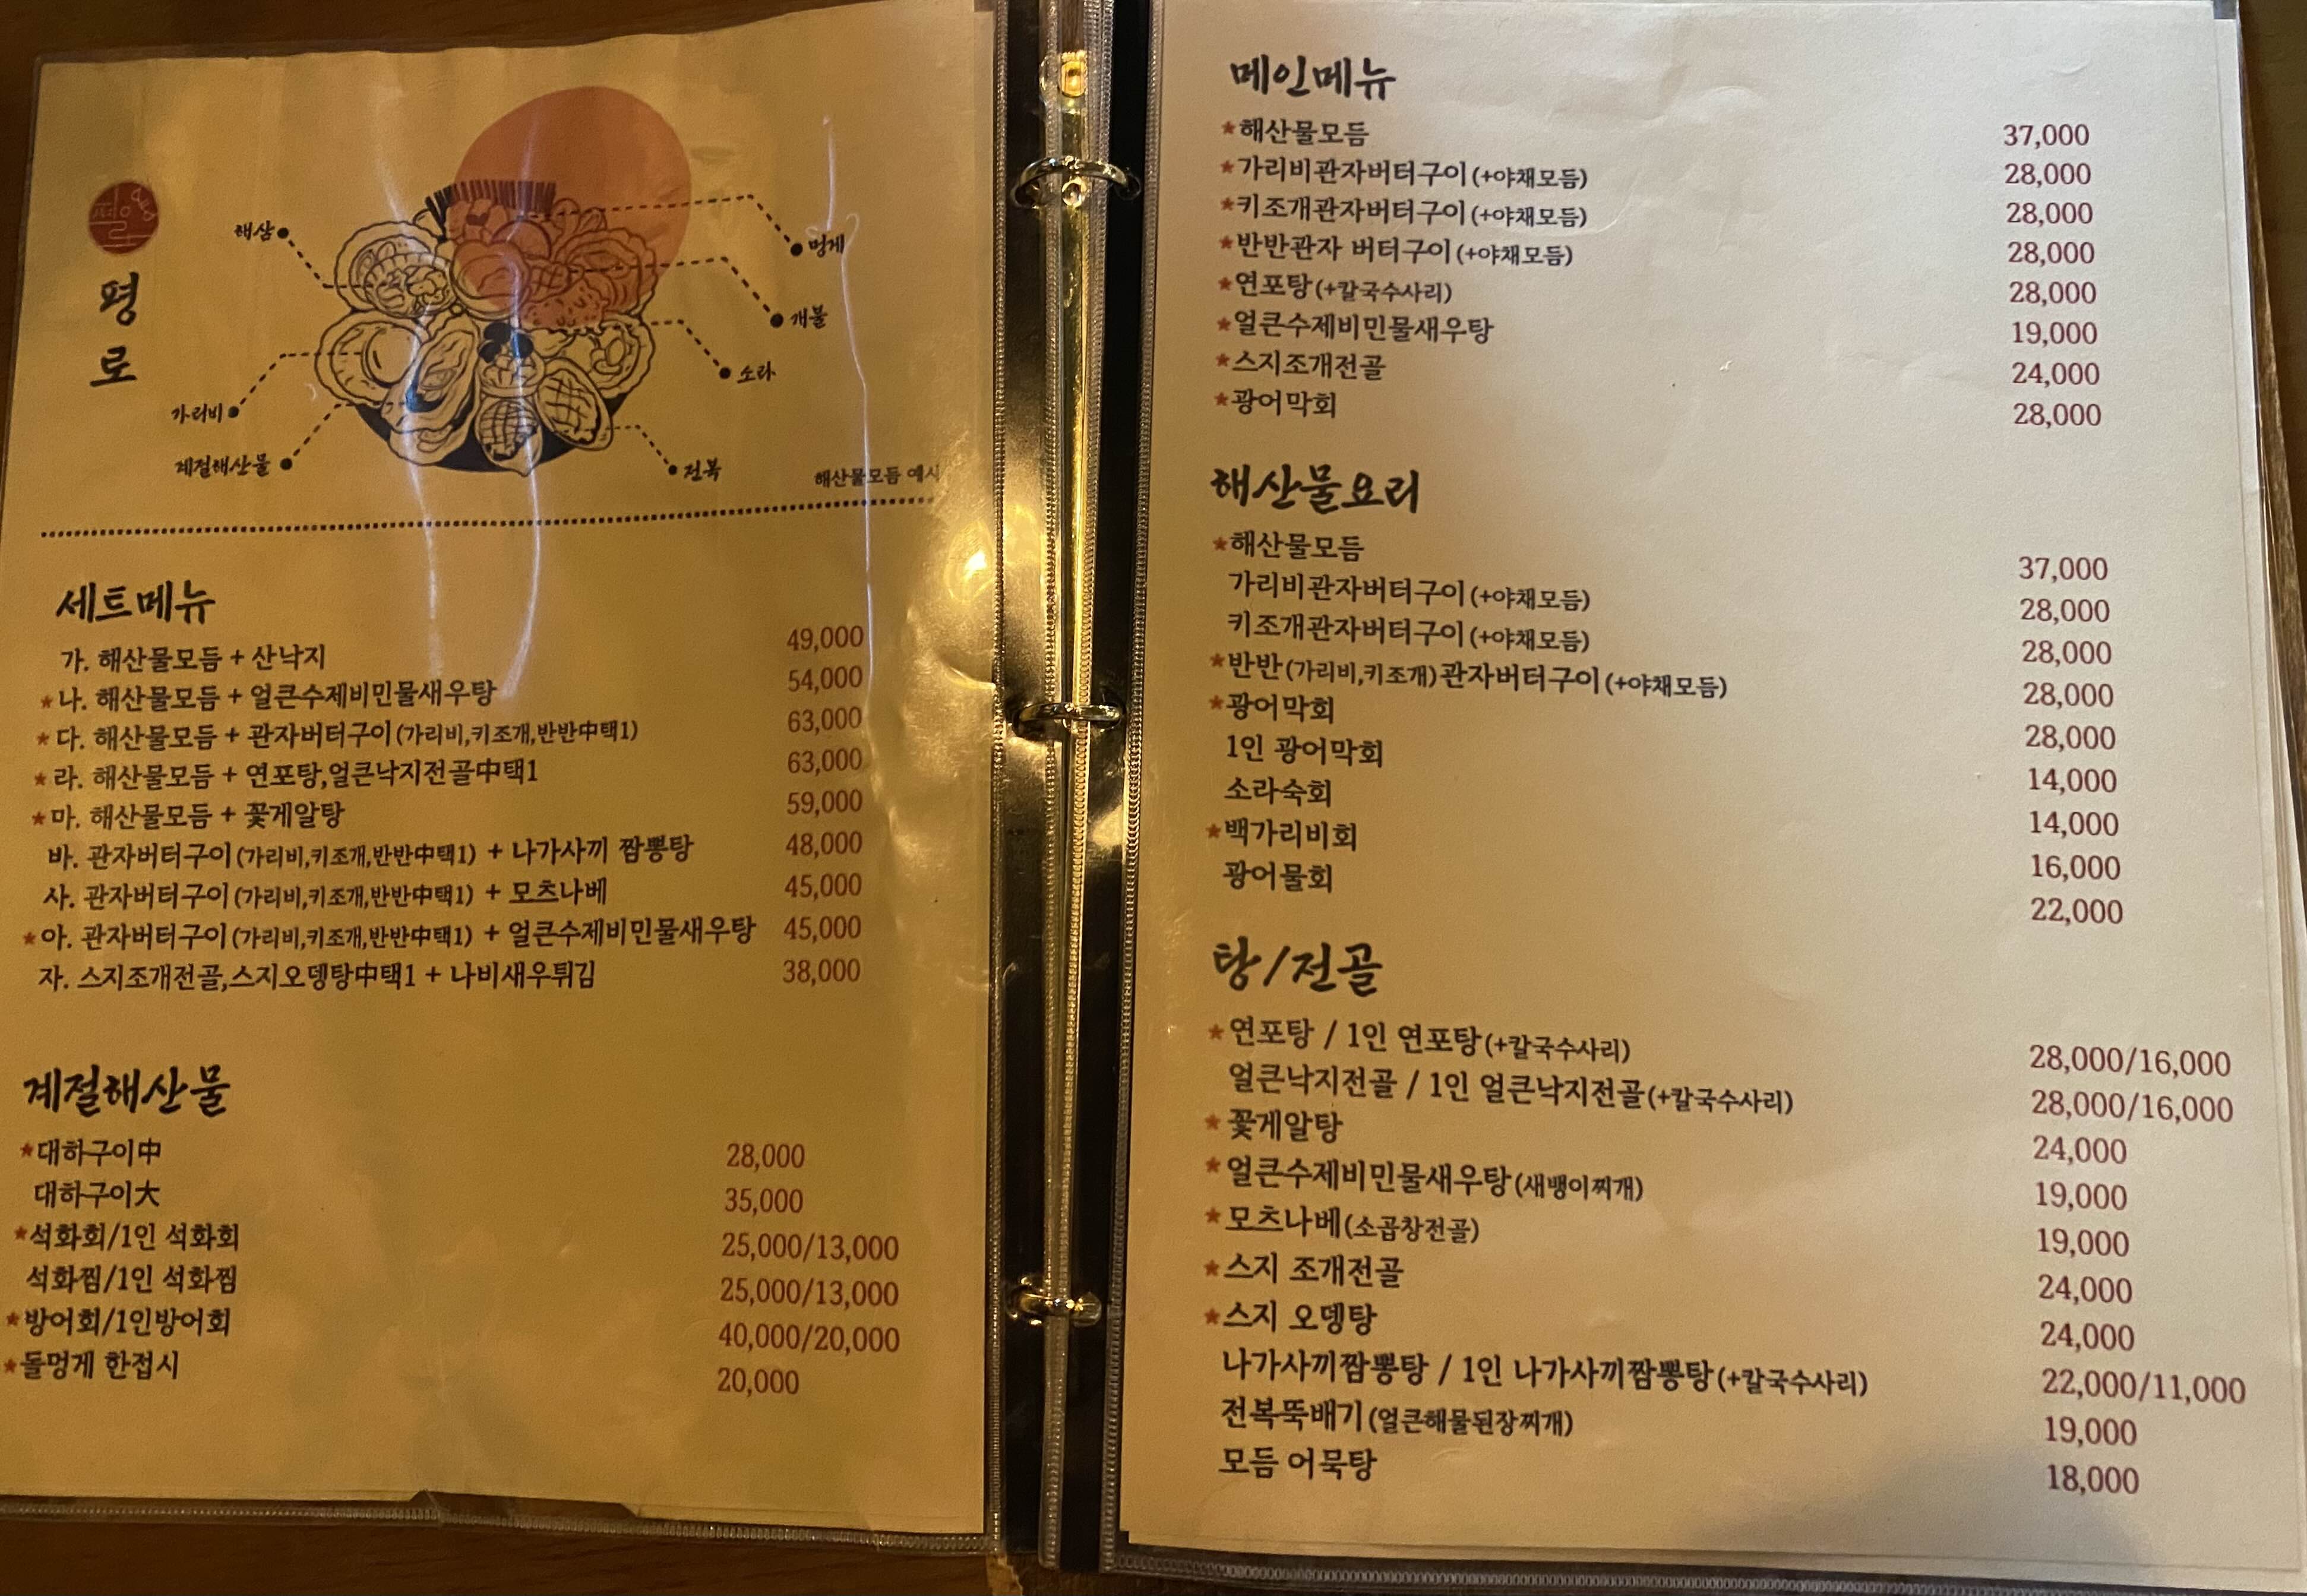 평로
해삼
멍게
개불
소라
가리비
계절해산물
전복
해산물모듬 예시
세트메뉴
가. 해산물모듬 + 산낙지 49,000
★나. 해산물모듬 + 얼큰수제비민물새우탕 54,000
★다. 해산물모듬 + 관자버터구이(가리비,키조개,반반中택1) 63,000
★라. 해산물모듬 + 연포탕,얼큰낙지전골中택1 63,000
★마. 해산물모듬 + 꽃게알탕 59,000
바. 관자버터구이(가리비,키조개,반반中택1) + 나가사끼 짬뽕탕 48,000
사. 관자버터구이(가리비,키조개,반반中택1) + 모츠나베 45,000
★아. 관자버터구이(가리비,키조개,반반中택1) + 얼큰수제비민물새우탕 45,000
자. 스지조개전골,스지오뎅탕中택1 + 나비새우튀김 38,000
계절해산물
★대하구이中 28,000
대하구이大 35,000
★석화회/1인 석화회 25,000/13,000
석화찜/1인 석화찜 25,000/13,000
★방어회/1인방어회 40,000/20,000
★돌멍게 한접시 20,000
메인메뉴
★해산물모듬 37,000
★가리비관자버터구이(+야채모듬) 28,000
★키조개관자버터구이(+야채모듬) 28,000
★반반관자 버터구이(+야채모듬) 28,000
★연포탕(+칼국수사리) 28,000
★얼큰수제비민물새우탕 19,000
★스지조개전골 24,000
★광어막회 28,000
해산물요리
★해산물모듬 37,000
가리비관자버터구이(+야채모듬) 28,000
키조개관자버터구이(+야채모듬) 28,000
★반반(가리비,키조개)관자버터구이(+야채모듬) 28,000
★광어막회 28,000
1인 광어막회 14,000
소라숙회 14,000
★백가리비회 16,000
광어물회 22,000
탕/전골
★연포탕 / 1인 연포탕(+칼국수사리) 28,000/16,000
얼큰낙지전골 / 1인 얼큰낙지전골(+칼국수사리) 28,000/16,000
★꽃게알탕 24,000
★얼큰수제비민물새우탕(새뱅이찌개) 19,000
★모츠나베(소곱창전골) 19,000
★스지 조개전골 24,000
★스지 오뎅탕 24,000
나가사끼짬뽕탕 / 1인 나가사끼짬뽕탕(+칼국수사리) 22,000/11,000
전복뚝배기(얼큰해물된장찌개) 19,000
모듬 어묵탕 18,000